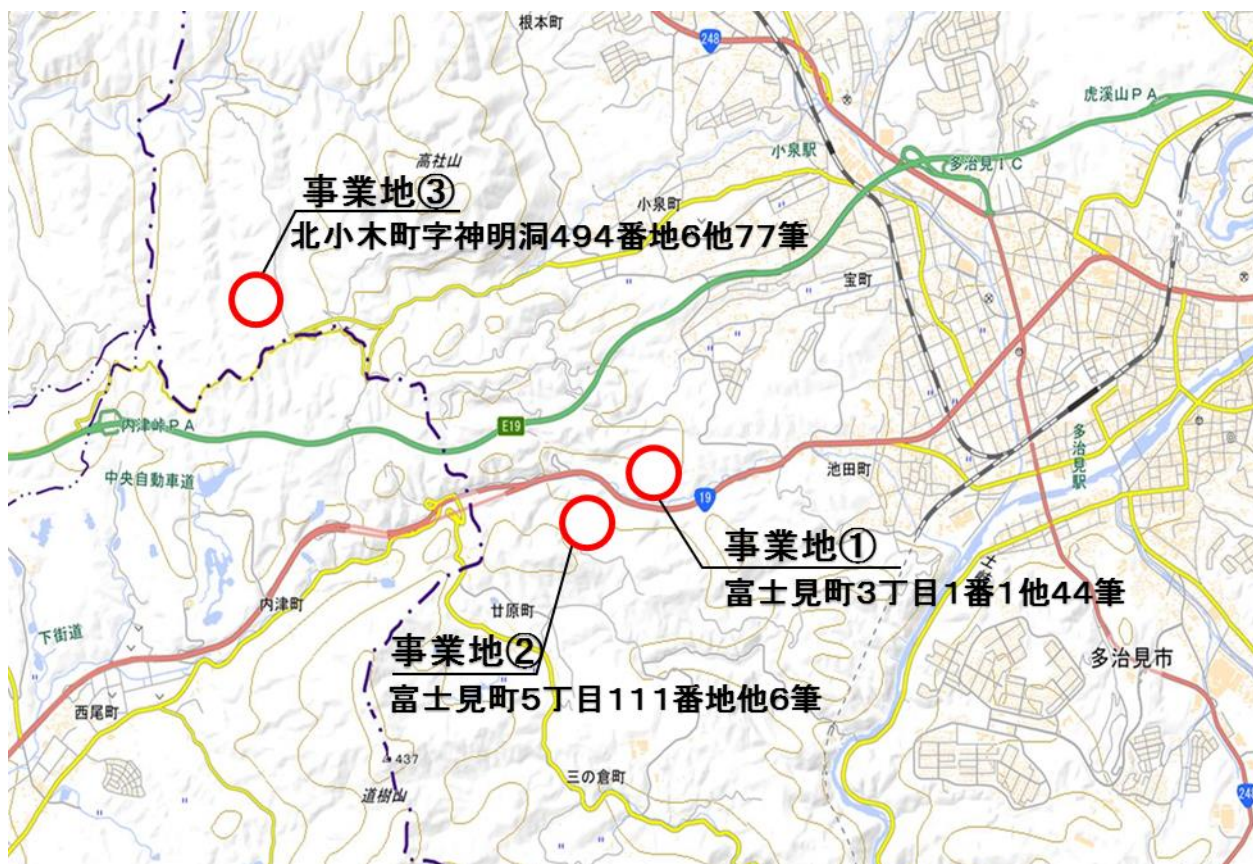 根本町
248
虎渓山PA
高社山
小泉駅
多治見IC
事業地③
小泉町
北小木町字神明洞494番地6他77筆
宝町
内津峠PA
E19
中央自動車道
多治見駅
池田町
19
事業地①
富士見町3丁目1番1他44筆
内津町
廿原町
下街道
事業地②
多治見市
富士見町5丁目111番地他6筆
西尾町
437
三の倉町
道樹山
248